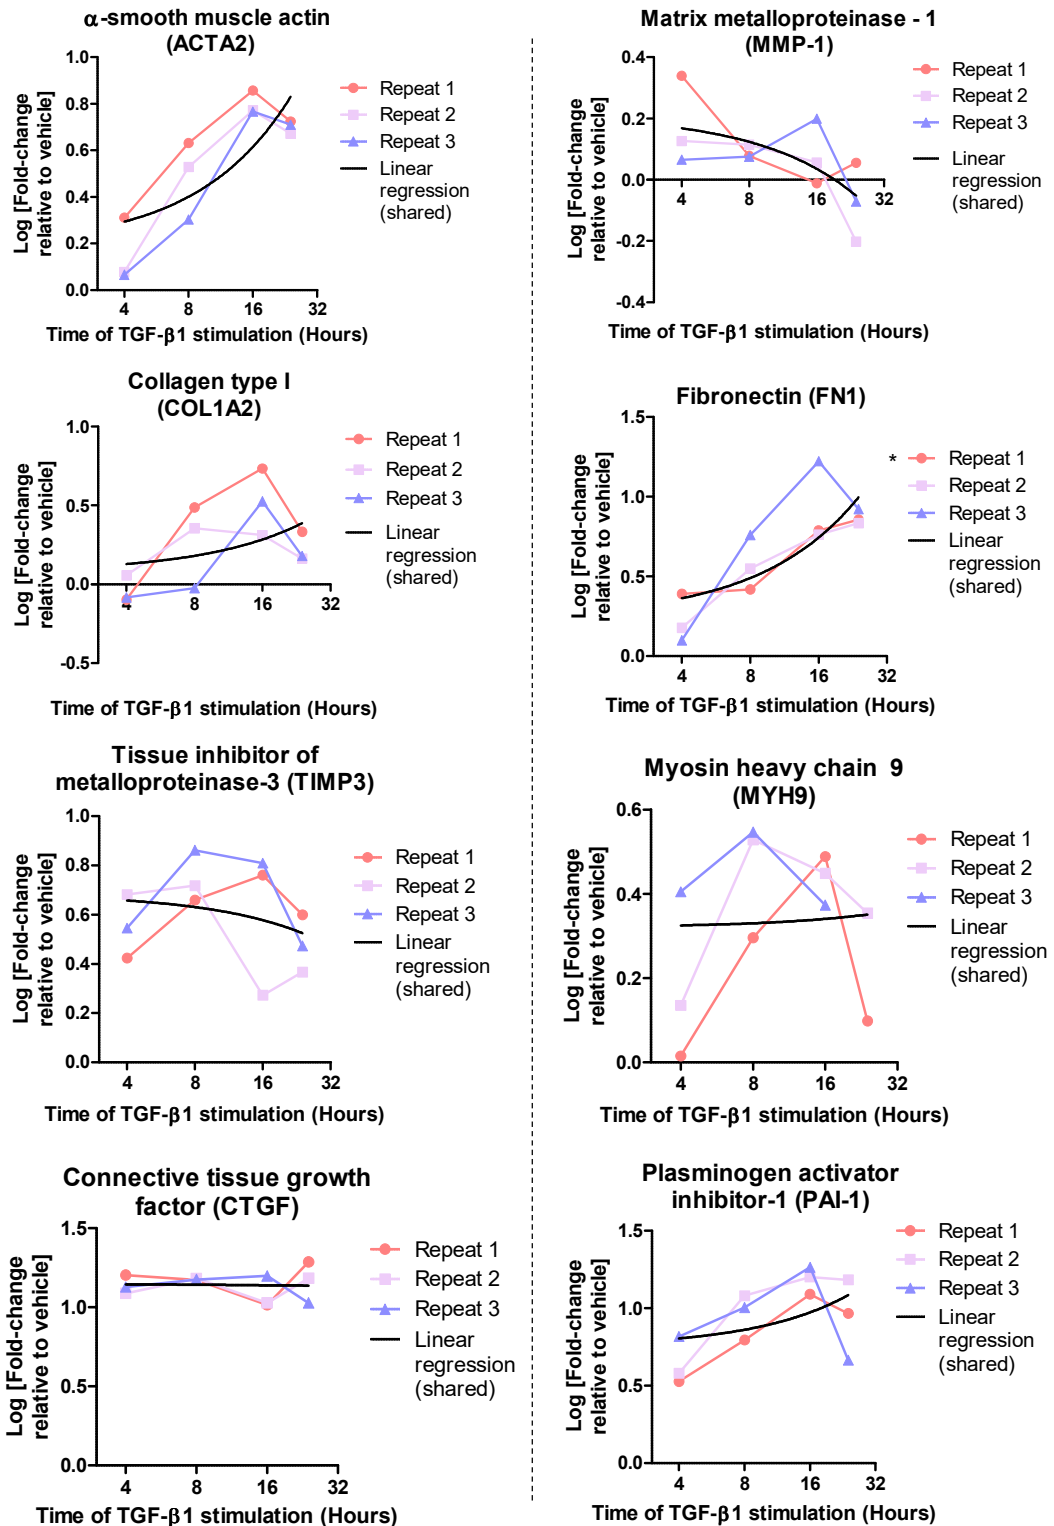 α-smooth muscle actin
(ACTA2)
Log [Fold-change
relative to vehicle]
1.0
0.8
0.6
0.4
0.2
0.0
4 8 16 32
Time of TGF-β1 stimulation (Hours)
Repeat 1
Repeat 2
Repeat 3
Linear
regression
(shared)
Matrix metalloproteinase - 1
(MMP-1)
Log [Fold-change
relative to vehicle]
0.4
0.2
0.0
-0.2
-0.4
4 8 16 32
Time of TGF-β1 stimulation (Hours)
Repeat 1
Repeat 2
Repeat 3
Linear
regression
(shared)
Collagen type I
(COL1A2)
Log [Fold-change
relative to vehicle]
1.0
0.5
0.0
-0.5
4 8 16 32
Time of TGF-β1 stimulation (Hours)
Repeat 1
Repeat 2
Repeat 3
Linear
regression
(shared)
Fibronectin (FN1)
Log [Fold-change
relative to vehicle]
1.5
1.0
0.5
0.0
4 8 16 32
Time of TGF-β1 stimulation (Hours)
* Repeat 1
Repeat 2
Repeat 3
Linear
regression
(shared)
Tissue inhibitor of
metalloproteinase-3 (TIMP3)
Log [Fold-change
relative to vehicle]
1.0
0.8
0.6
0.4
0.2
0.0
4 8 16 32
Time of TGF-β1 stimulation (Hours)
Repeat 1
Repeat 2
Repeat 3
Linear
regression
(shared)
Myosin heavy chain 9
(MYH9)
Log [Fold-change
relative to vehicle]
0.6
0.4
0.2
0.0
4 8 16 32
Time of TGF-β1 stimulation (Hours)
Repeat 1
Repeat 2
Repeat 3
Linear
regression
(shared)
Connective tissue growth
factor (CTGF)
Log [Fold-change
relative to vehicle]
1.5
1.0
0.5
0.0
4 8 16 32
Time of TGF-β1 stimulation (Hours)
Repeat 1
Repeat 2
Repeat 3
Linear
regression
(shared)
Plasminogen activator
inhibitor-1 (PAI-1)
Log [Fold-change
relative to vehicle]
1.5
1.0
0.5
0.0
4 8 16 32
Time of TGF-β1 stimulation (Hours)
Repeat 1
Repeat 2
Repeat 3
Linear
regression
(shared)